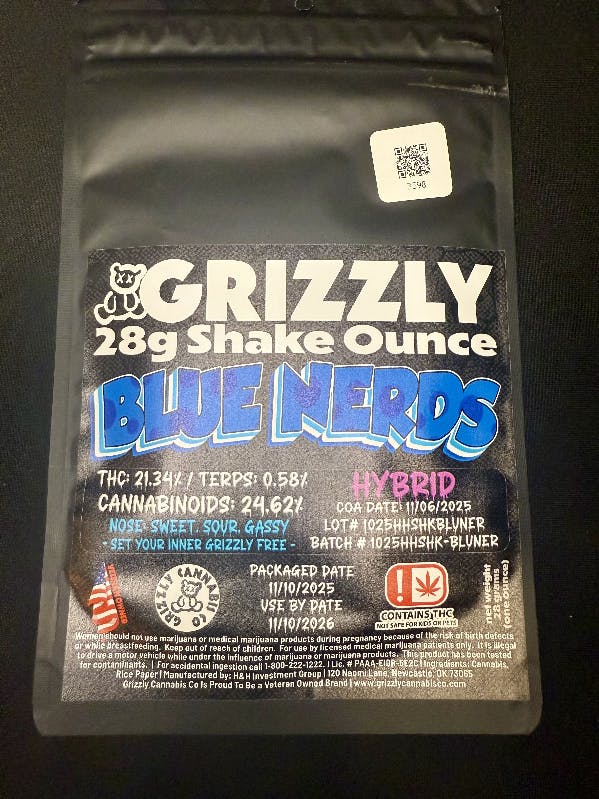 GRIZZLY
28g Shake Ounce
BLUE NERDS
THC: 21.34% / TERPS: 0.58%
CANNABINOIDS: 24.62%
NOSE: SWEET, SOUR, GASSY
- SET YOUR INNER GRIZZLY FREE -
HYBRID
COA DATE: 11/06/2025
LOT# 1025HHSHKBLUNER
BATCH # 1025HHSHK-BLUNER
GRIZZLY CANNABIS CO
PACKAGED DATE
11/10/2025
USE BY DATE
11/10/2026
CONTAINS THC
NOT SAFE FOR KIDS OR PETS
net weight
28 grams
(one ounce)
Women should not use marijuana or medical marijuana products during pregnancy because of the risk of birth defects
or while breastfeeding. Keep out of reach of children. For use by licensed medical marijuana patients only. It is illegal
to drive a motor vehicle while under the influence of marijuana or marijuana products. This product has been tested
for contaminants. | For accidental ingestion call 1-800-222-1222. | Lic. # PAAA-EIOR-5E2C | Ingredients: Cannabis,
Rice Paper | Manufactured by: H&H Investment Group | 120 Naomi Lane, Newcastle, OK 73065
Grizzly Cannabis Co Is Proud To Be a Veteran Owned Brand | www.grizzlycannabisco.com